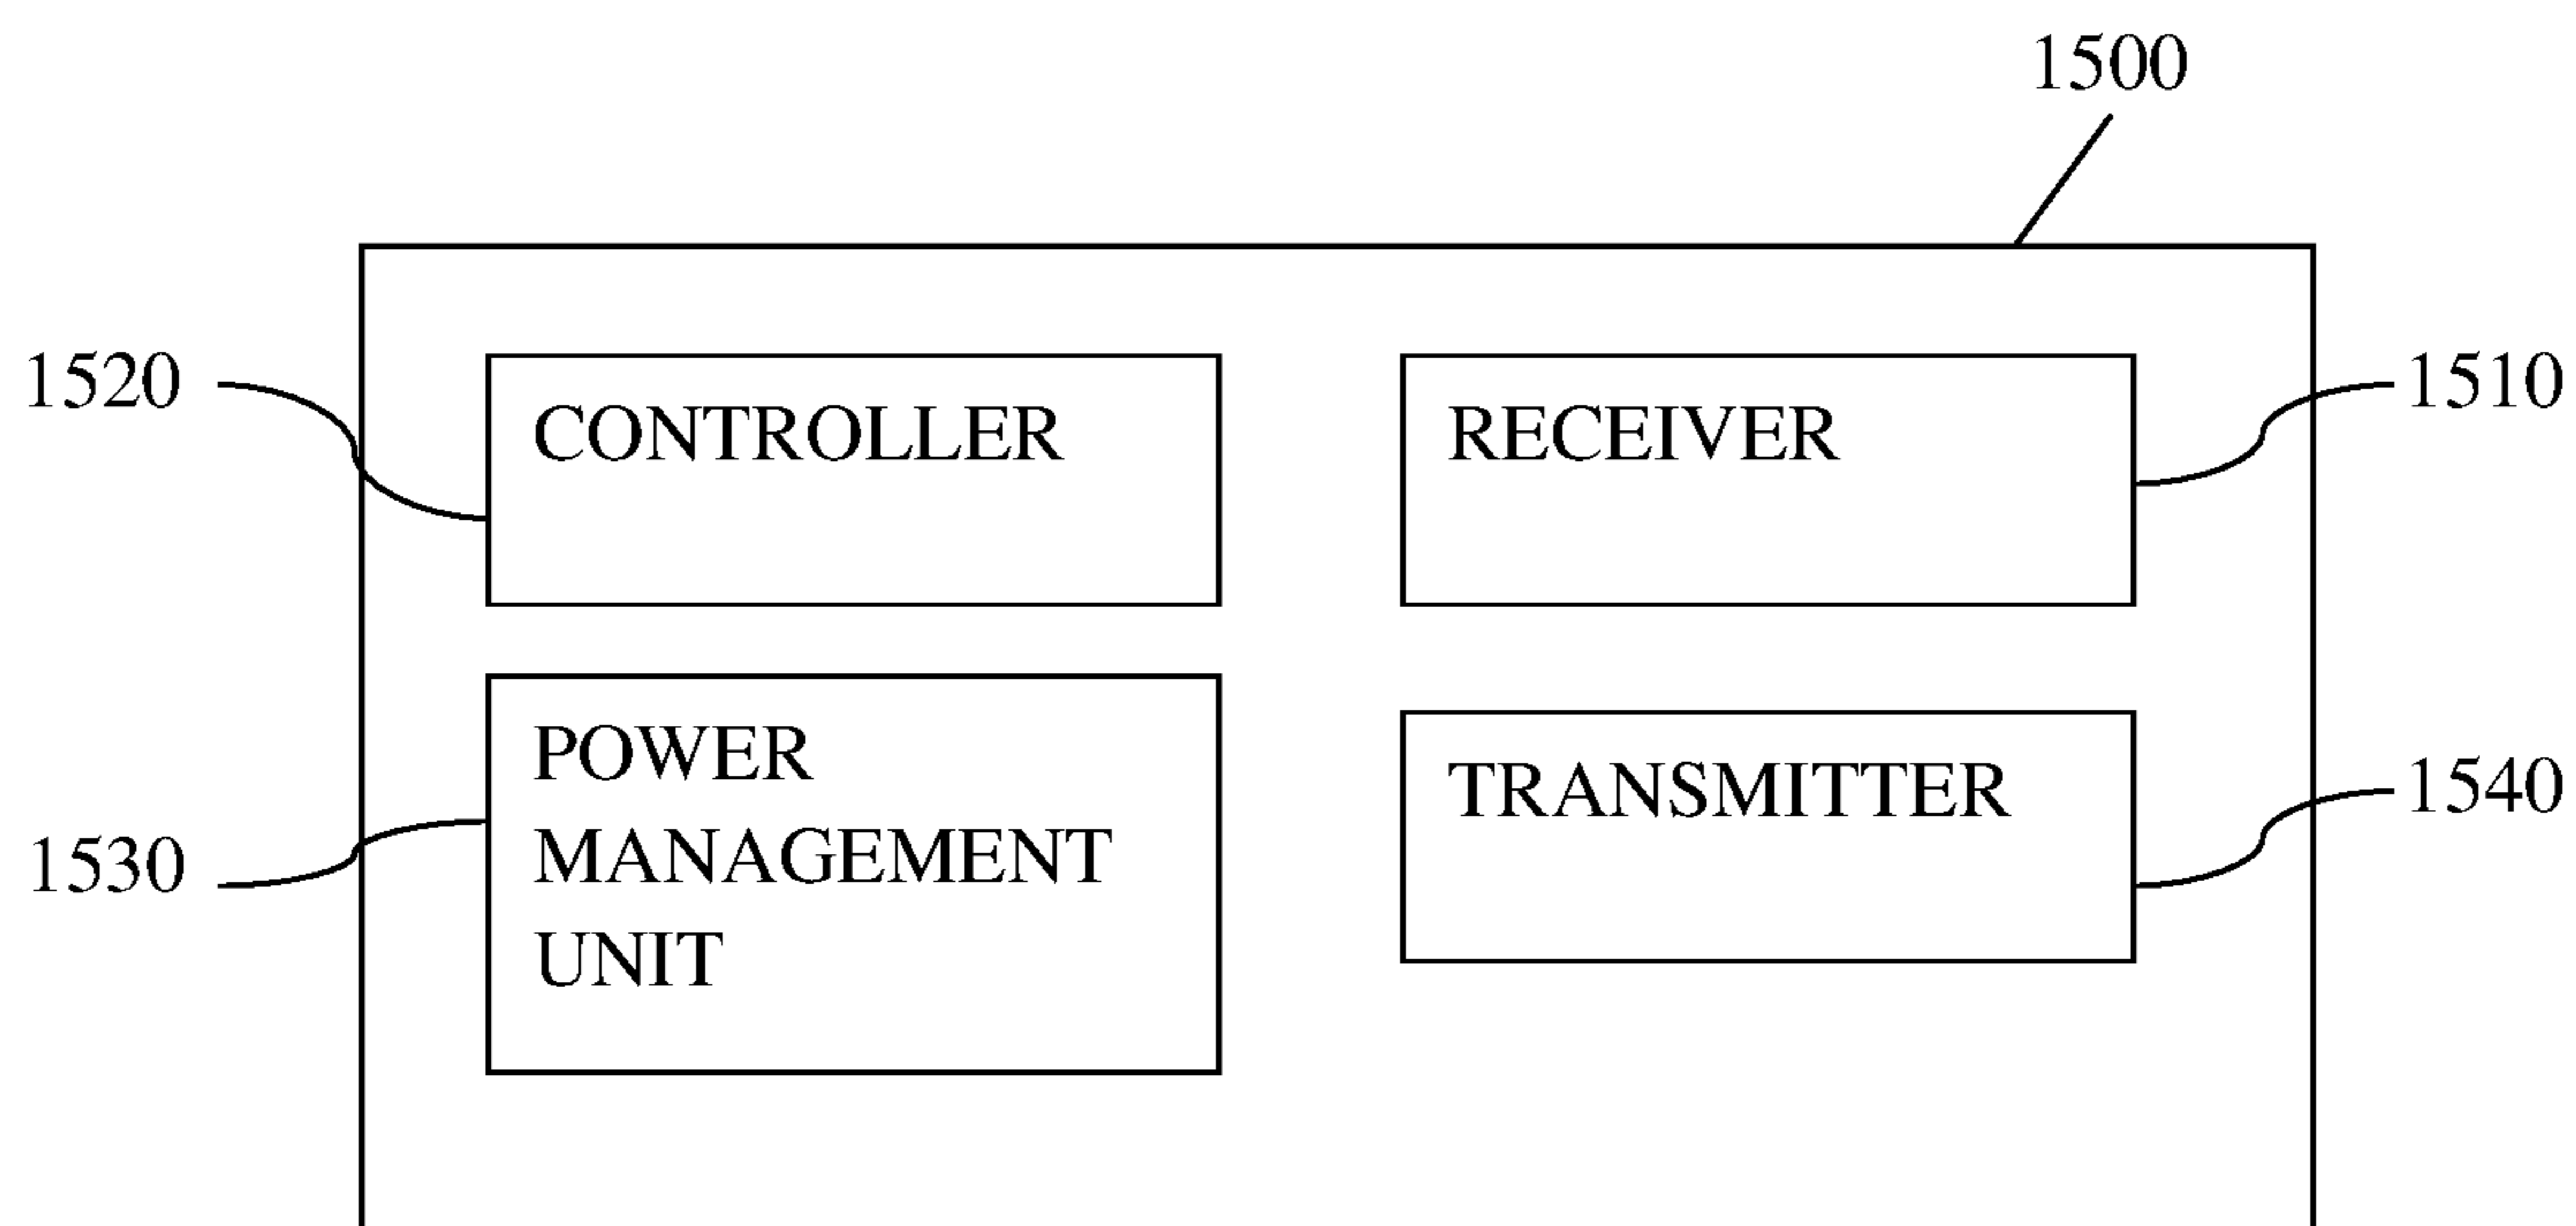 1500
1520
CONTROLLER
RECEIVER
1510
POWER
MANAGEMENT
UNIT
1530
TRANSMITTER
1540